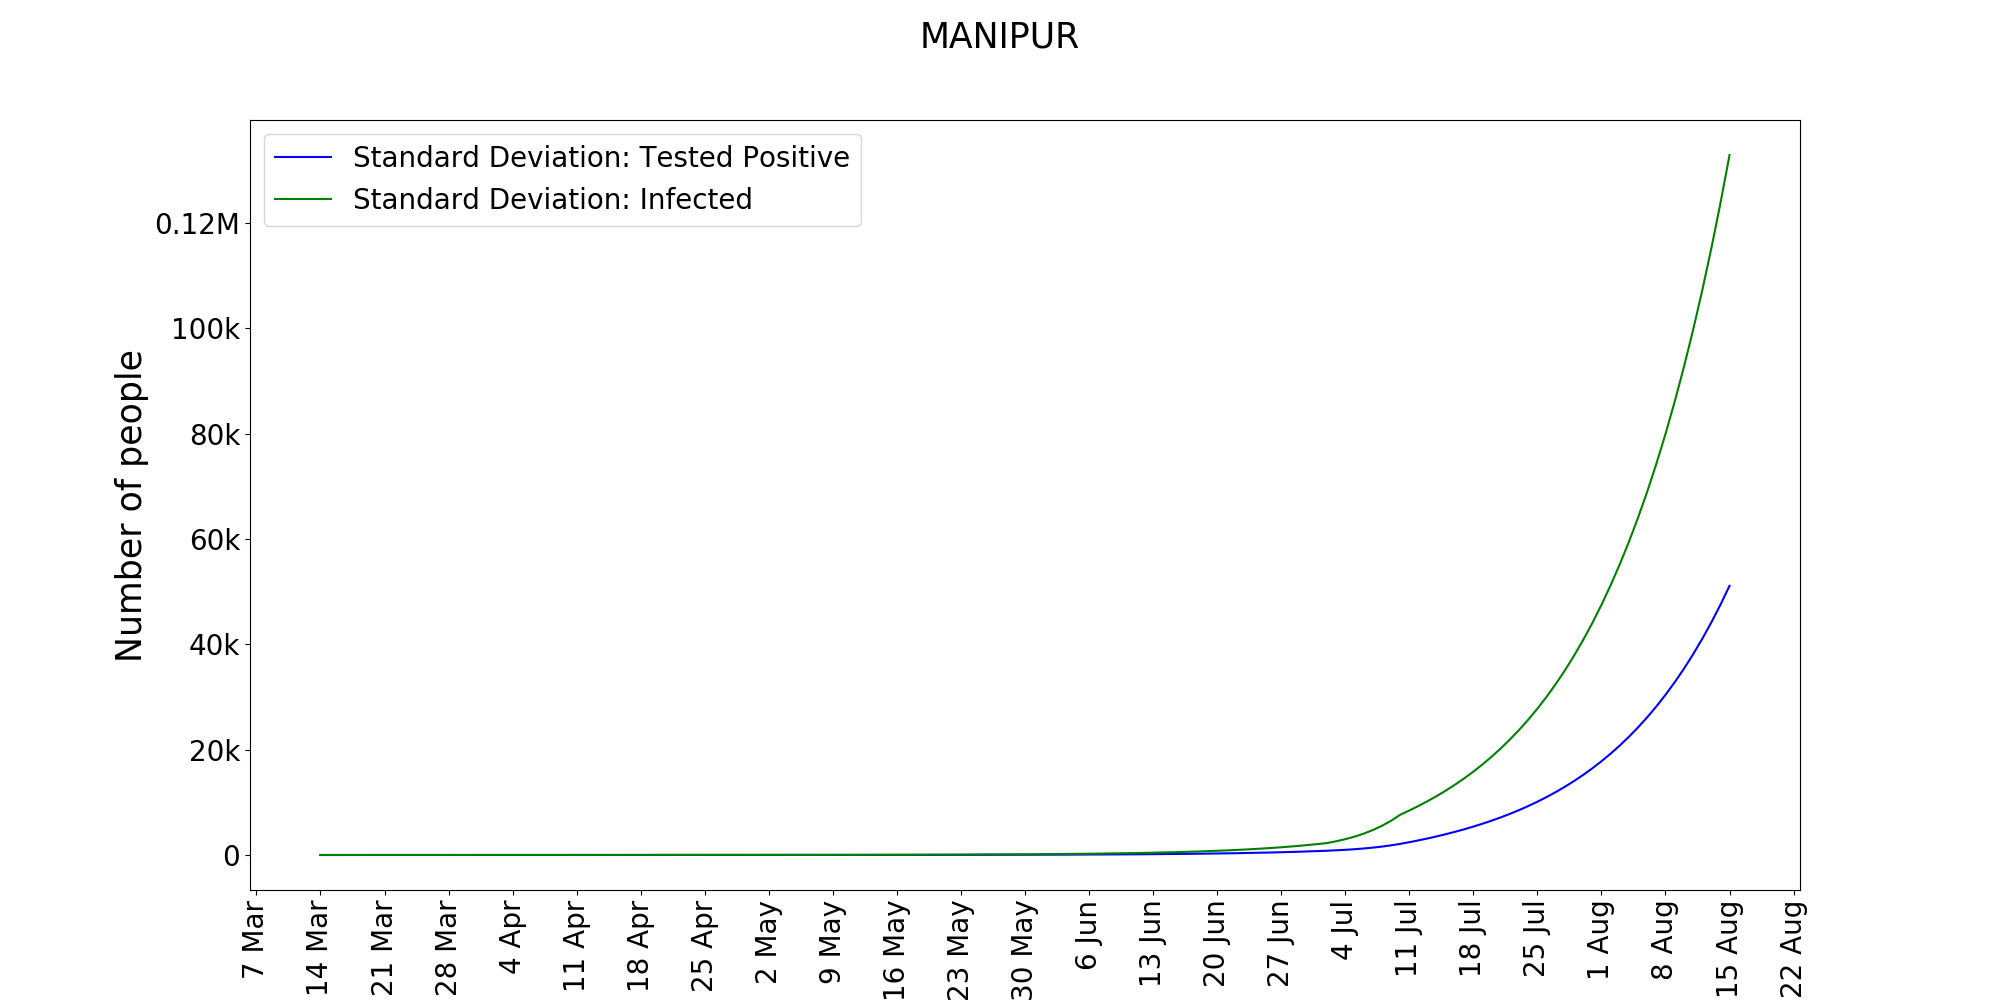 MANIPUR
Standard Deviation: Tested Positive
Standard Deviation: Infected
Number of people
0.12M
100k
80k
60k
40k
20k
0
7 Mar
14 Mar
21 Mar
28 Mar
4 Apr
11 Apr
18 Apr
25 Apr
2 May
9 May
16 May
23 May
30 May
6 Jun
13 Jun
20 Jun
27 Jun
4 Jul
11 Jul
18 Jul
25 Jul
1 Aug
8 Aug
15 Aug
22 Aug